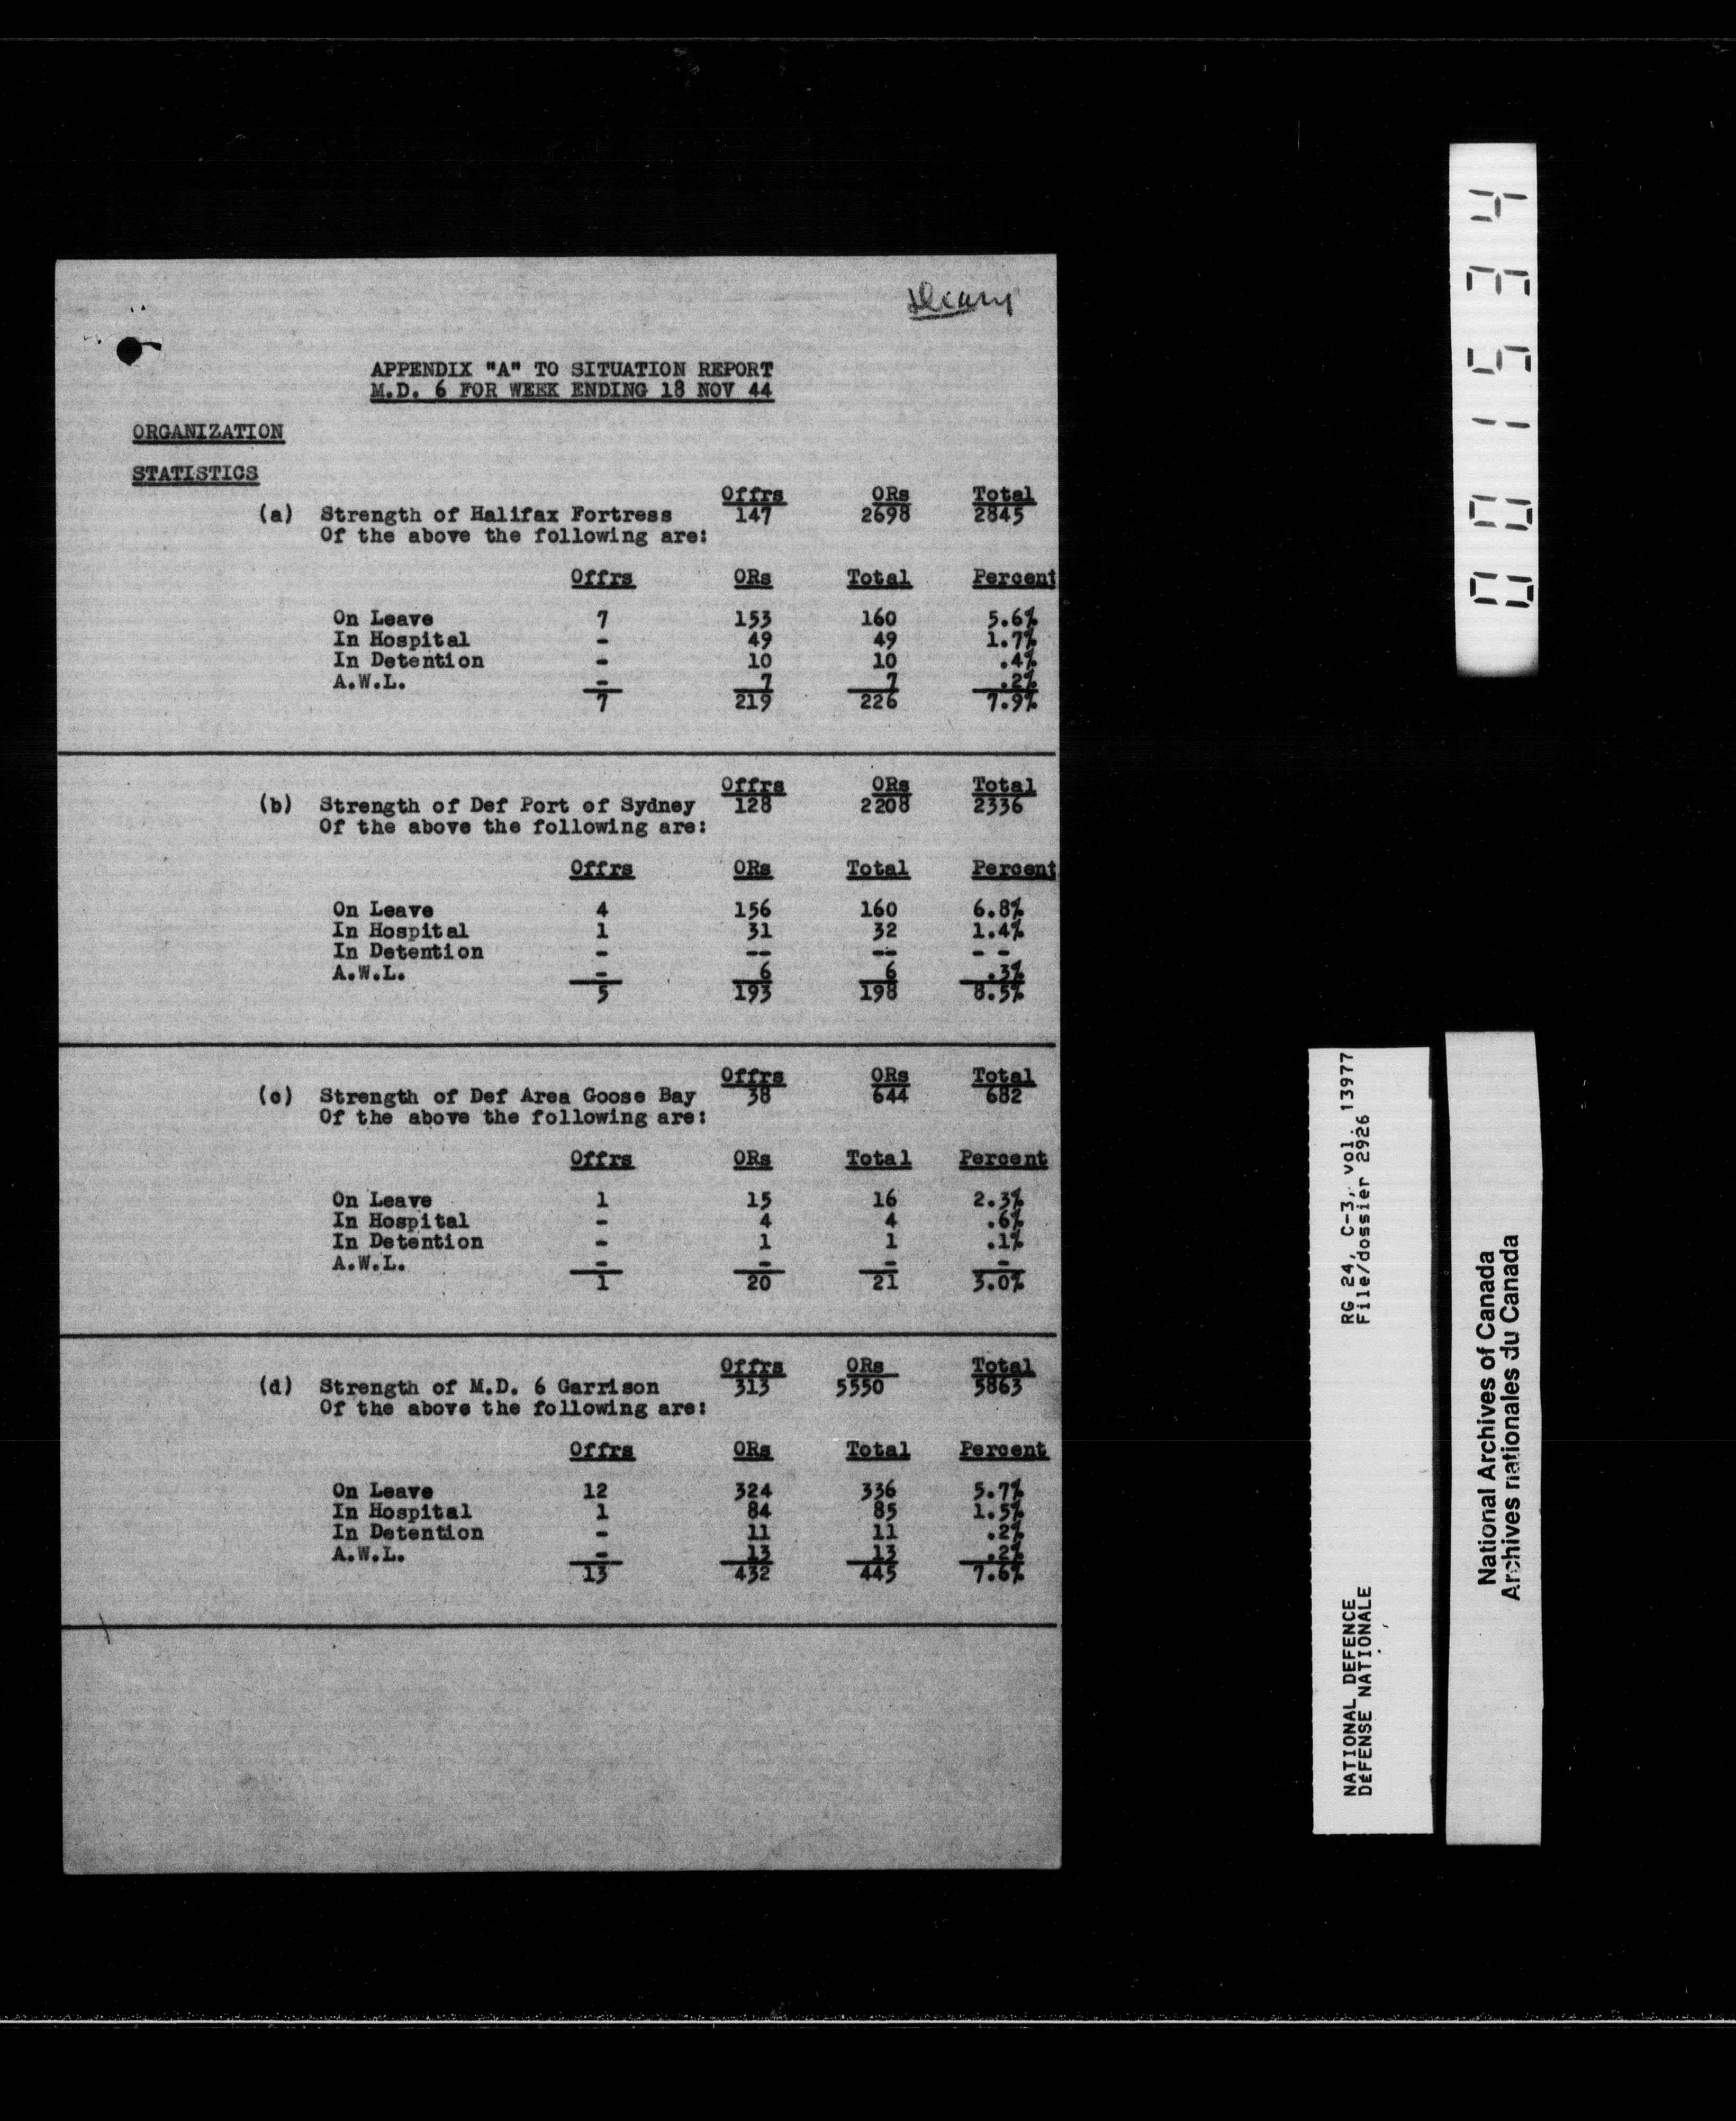 Diary
APPENDIX "A" TO SITUATION REPORT
M.D. 6 FOR WEEK ENDING 18 NOV 44
ORGANIZATION
STATISTICS
Offrs ORs Total
(a) Strength of Halifax Fortress 147 2698 2845
Of the above the following are:
Offrs ORs Total Percent
On Leave 7 153 160 5.6%
In Hospital - 49 49 1.7%
In Detention - 10 10 .4%
A.W.L. - 7 7 .2%
7 219 226 7.9%
Offrs ORs Total
(b) Strength of Def Port of Sydney 128 2208 2336
Of the above the following are:
Offrs ORs Total Percent
On Leave 4 156 160 6.8%
In Hospital 1 31 32 1.4%
In Detention - -- -- - -
A.W.L. - 6 6 .3%
5 193 198 8.5%
Offrs ORs Total
(c) Strength of Def Area Goose Bay 38 644 682
Of the above the following are:
Offrs ORs Total Percent
On Leave 1 15 16 2.3%
In Hospital - 4 4 .6%
In Detention - 1 1 .1%
A.W.L. - - - -
1 20 21 3.0%
Offrs ORs Total
(d) Strength of M.D. 6 Garrison 313 5550 5863
Of the above the following are:
Offrs ORs Total Percent
On Leave 12 324 336 5.7%
In Hospital 1 84 85 1.5%
In Detention - 11 11 .2%
A.W.L. - 13 13 .2%
13 432 445 7.6%
001534
NATIONAL DEFENCE RG 24, C-3, vol. 13977
DéFENSE NATIONALE File/dossier 2926
National Archives of Canada
Archives nationales du Canada